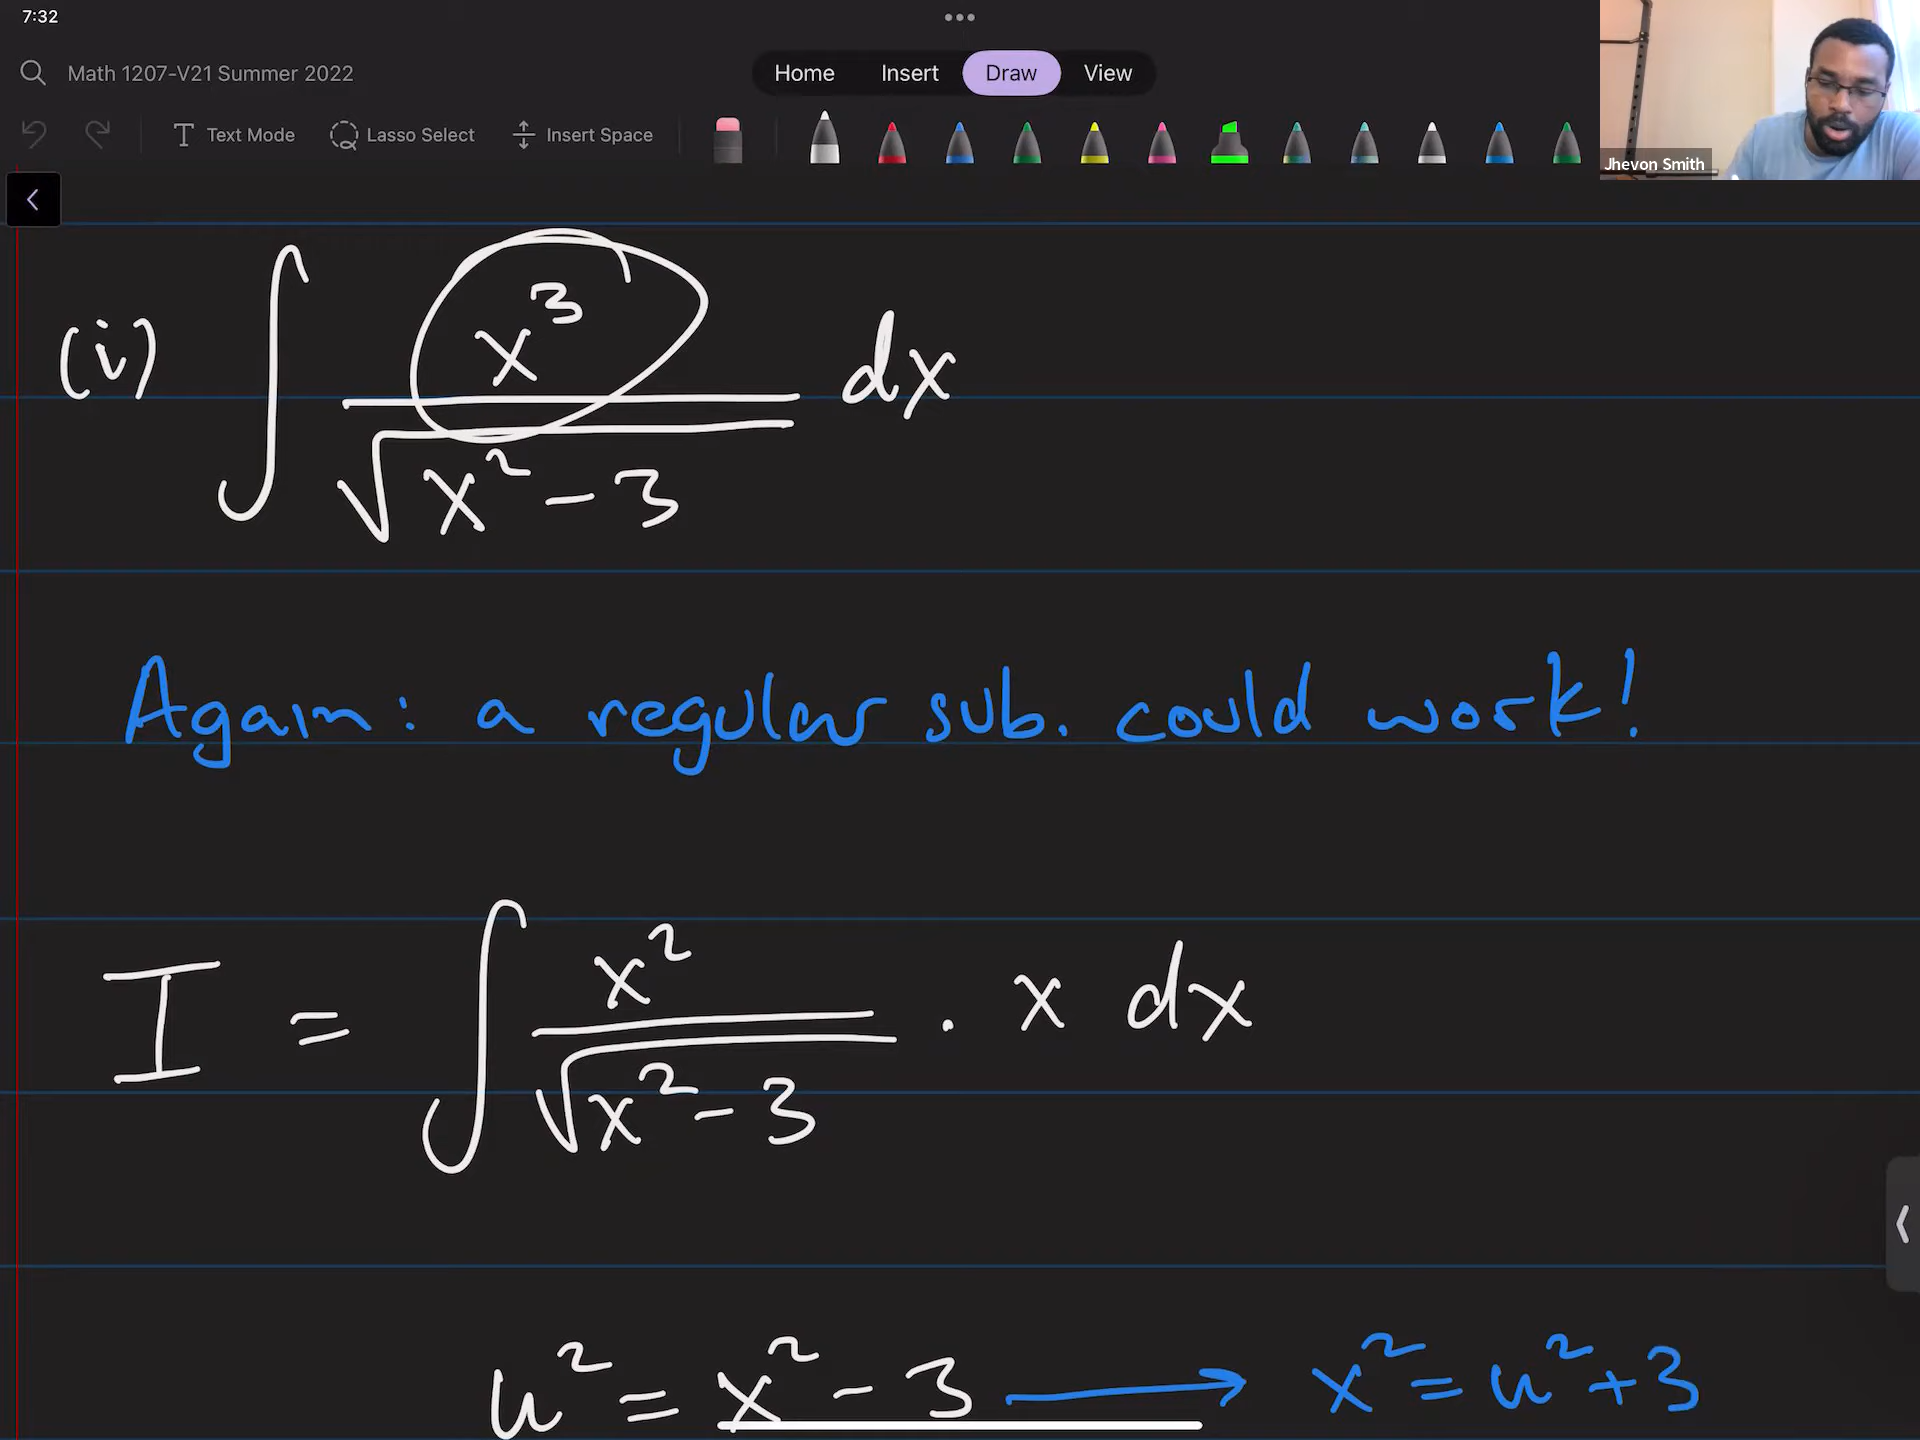 7:32
Math 1207-V21 Summer 2022
Home Insert Draw View
Text Mode Lasso Select Insert Space
Jhevon Smith
(i) ∫ x³ / √(x² - 3) dx
Again: a regular sub. could work!
I = ∫ x² / √(x² - 3) · x dx
u² = x² - 3 → x² = u² + 3